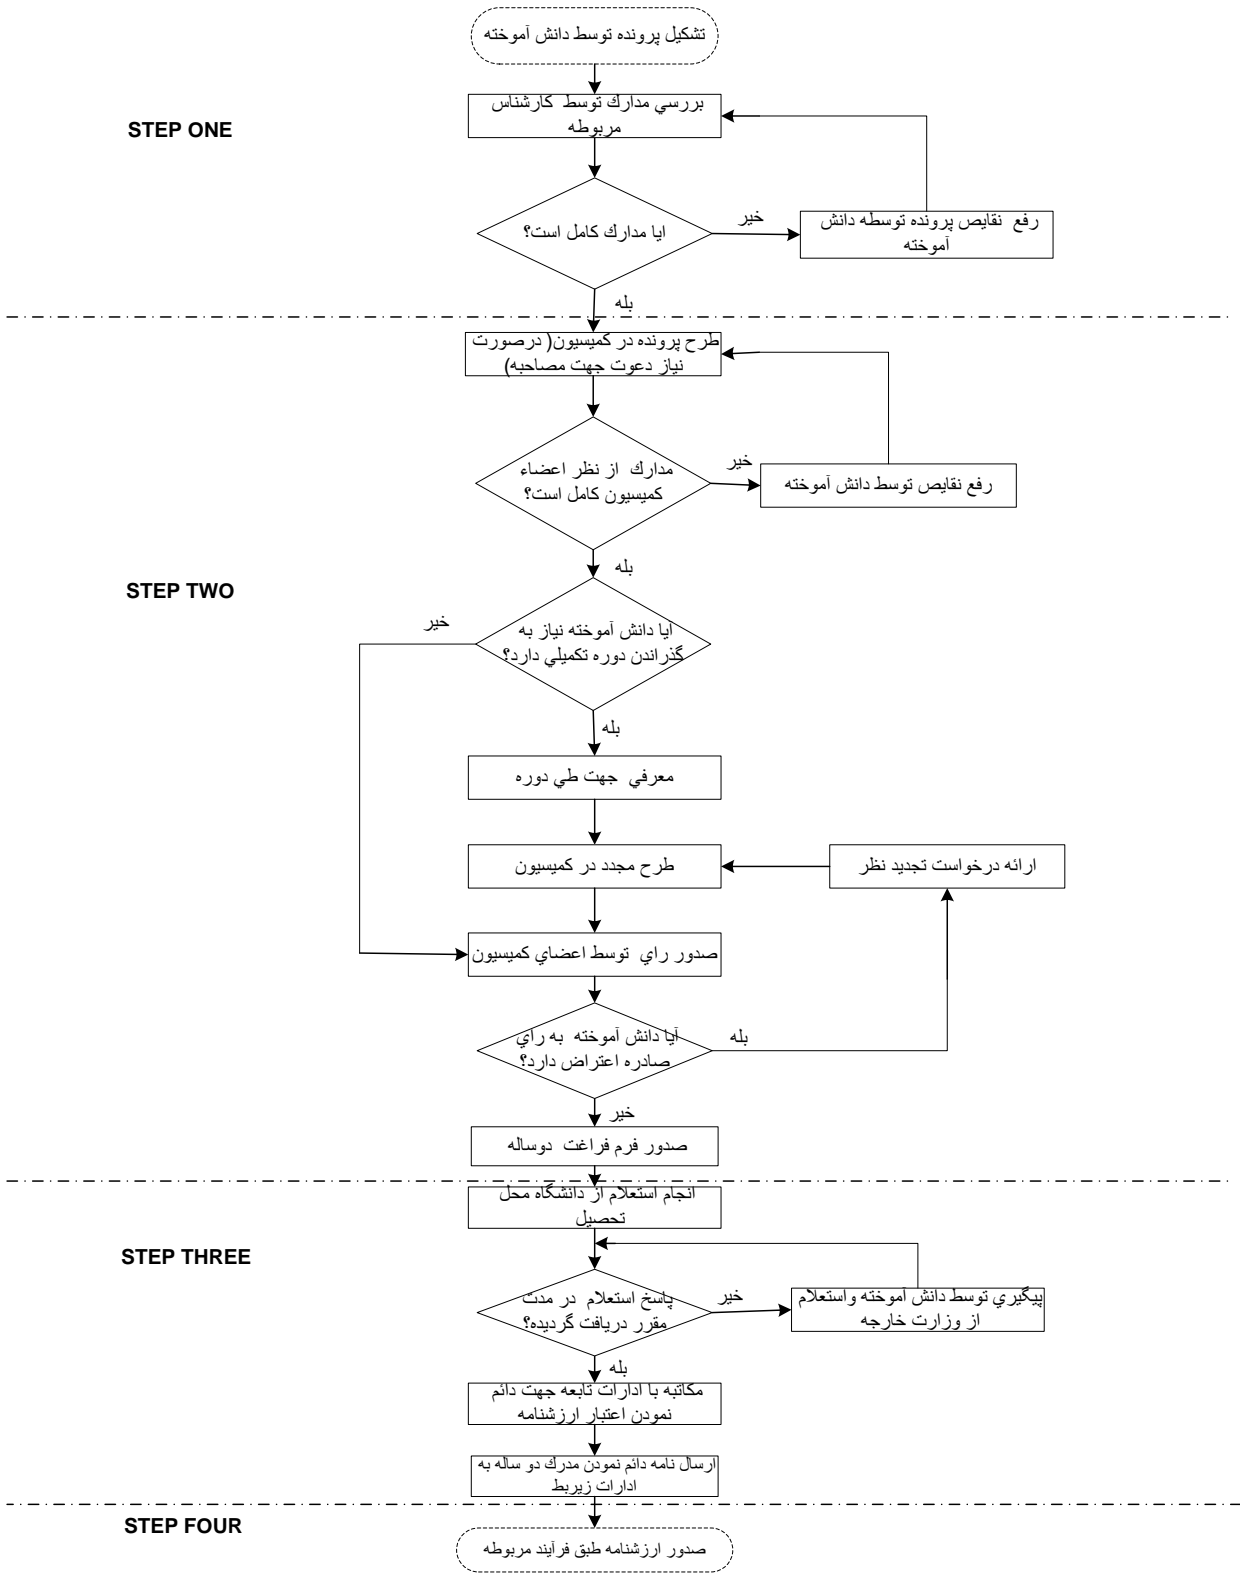 تشكيل پرونده توسط دانش آموخته
بررسي مدارك توسط كارشناس
مربوطه
STEP ONE
ايا مدارك كامل است؟
خير
رفع نقايص پرونده توسطه دانش
آموخته
بله
طرح پرونده در كميسيون( درصورت
نياز دعوت جهت مصاحبه)
مدارك از نظر اعضاء
كميسيون كامل است؟
خير
رفع نقايص توسط دانش آموخته
بله
STEP TWO
ايا دانش آموخته نياز به
گذراندن دوره تكميلي دارد؟
خير
بله
معرفي جهت طي دوره
طرح مجدد در كميسيون
ارائه درخواست تجديد نظر
صدور راي توسط اعضاي كميسيون
آيا دانش آموخته به راي
صادره اعتراض دارد؟
بله
خير
صدور فرم فراغت دوساله
انجام استعلام از دانشگاه محل
تحصيل
STEP THREE
پاسخ استعلام در مدت
مقرر دريافت گرديده؟
خير
پيگيري توسط دانش آموخته واستعلام
از وزارت خارجه
بله
مكاتبه با ادارات تابعه جهت دائم
نمودن اعتبار ارزشنامه
ارسال نامه دائم نمودن مدرك دو ساله به
ادارات زيربط
STEP FOUR
صدور ارزشنامه طبق فرآيند مربوطه